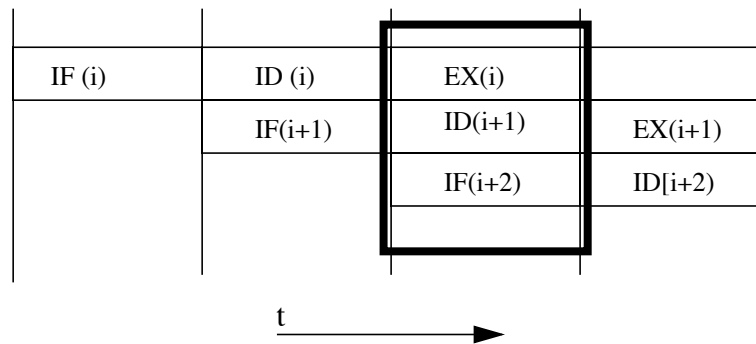 IF (i) ID (i) EX(i)
IF(i+1) ID(i+1) EX(i+1)
IF(i+2) ID[i+2)
t